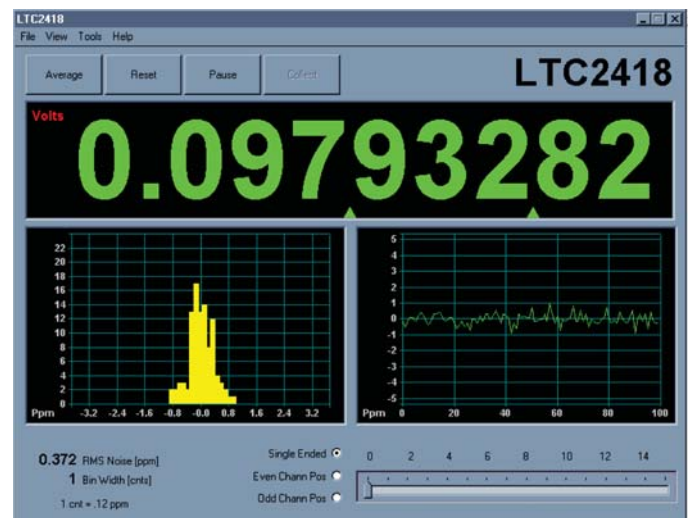 LTC2418
File View Tools Help
Average Reset Pause Collect
LTC2418
Volts
0.09793282
22
20
18
16
14
12
10
8
6
4
2
0
Ppm -3.2 -2.4 -1.6 -0.8 -0.0 0.8 1.6 2.4 3.2
5
4
3
2
1
0
-1
-2
-3
-4
-5
Ppm 0 20 40 60 80 100
0.372 RMS Noise [ppm]
1 Bin Width [cnts]
1 cnt = .12 ppm
Single Ended
Even Chann Pos
Odd Chann Pos
0 2 4 6 8 10 12 14